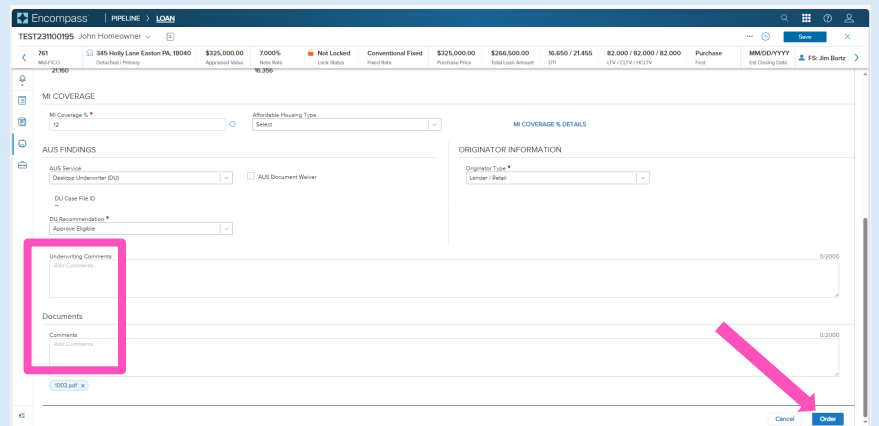 Encompass | PIPELINE > LOAN
TEST231100195 John Homeowner
Save
761 345 Holly Lane Easton PA, 18040 $325,000.00 7.000% Not Locked Conventional Fixed $325,000.00 $266,500.00 16.650 / 21.455 82.000 / 82.000 / 82.000 Purchase MM/DD/YYYY FS: Jim Bartz
Mid-FICO Detached | Primary Appraised Value Note Rate Lock Status Fixed Rate Purchase Price Total Loan Amount DTI LTV / CLTV / HCLTV First Est Closing Date
21.160 16.356
MI COVERAGE
MI Coverage % * Affordable Housing Type
12 Select MI COVERAGE % DETAILS
AUS FINDINGS ORIGINATOR INFORMATION
AUS Service Originator Type *
Desktop Underwriter (DU) AUS Document Waiver Lender / Retail
DU Case File ID
--
DU Recommendation *
Approve Eligible
Underwriting Comments 0/2000
Add Comments...
Documents
Comments 0/2000
Add Comments...
1003.pdf ×
Cancel Order